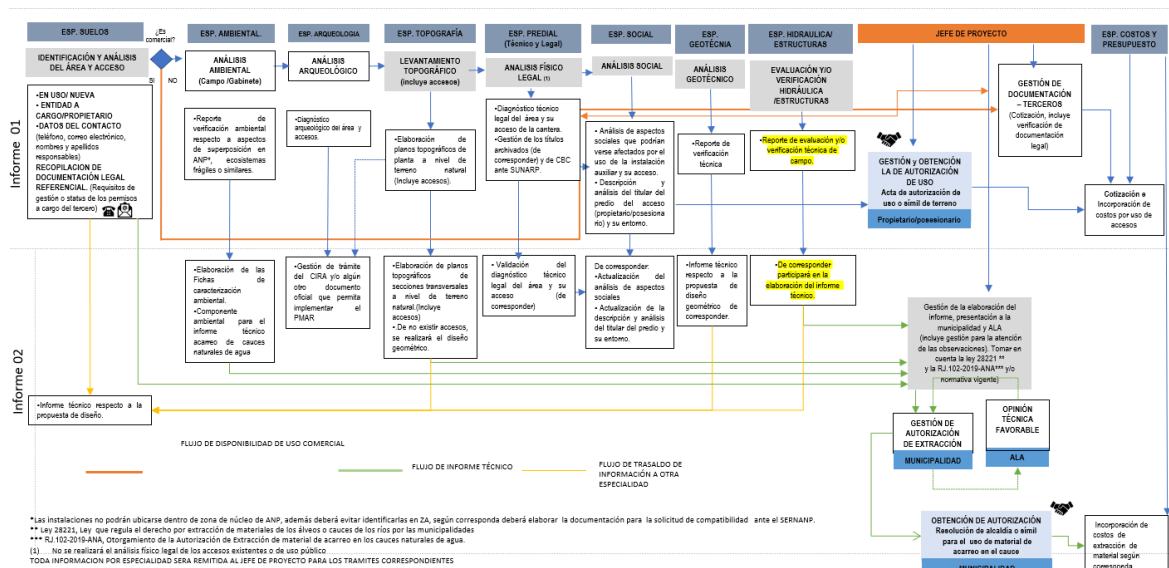 ESP. SUELOS
¿Es
comercial?
ESP. AMBIENTAL.
ESP. ARQUEOLOGIA
ESP. TOPOGRAFÍA
ESP. PREDIAL
(Técnico y Legal)
ESP. SOCIAL
ESP.
GEOTÉCNIA
ESP. HIDRAULICA/
ESTRUCTURAS
JEFE DE PROYECTO
ESP. COSTOS Y
PRESUPUESTO
Informe 01
IDENTIFICACIÓN Y ANÁLISIS
DEL ÁREA Y ACCESO
SI
NO
ANÁLISIS
AMBIENTAL
(Campo /Gabinete)
ANÁLISIS
ARQUEOLÓGICO
LEVANTAMIENTO
TOPOGRÁFICO
(incluye accesos)
ANALISIS FÍSICO
LEGAL (1)
ANÁLISIS SOCIAL
ANÁLISIS
GEOTÉCNICO
EVALUACIÓN Y/O
VERIFICACIÓN
HIDRÁULICA
/ESTRUCTURAS
GESTIÓN DE
DOCUMENTACIÓN
– TERCEROS
(Cotización, incluye
verificación de
documentación
legal)
•EN USO/ NUEVA
• ENTIDAD A
CARGO/PROPIETARIO
•DATOS DEL CONTACTO
(teléfono, correo electrónico,
nombres y apellidos
responsables)
RECOPILACION DE
DOCUMENTACIÓN LEGAL
REFERENCIAL. (Requisitos de
gestión o status de los permisos
a cargo del tercero)
•Reporte de
verificación ambiental
respecto a aspectos
de superposición en
ANP*, ecosistemas
frágiles o similares.
•Diagnóstico
arqueológico del área y
accesos.
•.Elaboración de
planos topográficos de
planta a nivel de
terreno natural
(Incluye accesos).
•Diagnóstico técnico
legal del área y su
acceso de la cantera.
•Gestión de los títulos
archivados (de
corresponder) y de CBC
ante SUNARP.
• Análisis de aspectos
sociales que podrían
verse afectados por el
uso de la instalación
auxiliar y su acceso.
• Descripción y
análisis del titular del
predio del acceso
(propietario/posesiona
rio) y su entorno.
•Reporte de
verificación
técnica
•Reporte de evaluación y/o
verificación técnica de
campo.
GESTIÓN y OBTENCIÓN
LA DE AUTORIZACIÓN
DE USO
Acta de autorización de
uso o símil de terreno
Propietario/posesionario
Cotización e
Incorporación de
costos por uso de
accesos
Informe 02
•Elaboración de las
Fichas de
caracterización
ambiental.
•Componente
ambiental para el
informe técnico
acarreo de cauces
naturales de agua
•Gestión de trámite
del CIRA y/o algún
otro documento
oficial que permita
implementar el
PMAR
•Elaboración de planos
topográficos de
secciones transversales
a nivel de terreno
natural.(Incluye
accesos)
•.De no existir accesos,
se realizará el diseño
geométrico.
• Validación del
diagnóstico técnico
legal del área y su
acceso (de
corresponder)
De corresponder:
•Actualización del
análisis de aspectos
sociales
•Actualización de la
descripción y análisis
del titular del predio y
su entorno.
•Informe técnico
respecto a la
propuesta de
diseño
geométrico de
corresponder.
•De corresponder
participará en la
elaboración del informe
técnico.
Gestión de la elaboración del
informe, presentación a la
municipalidad y ALA
(incluye gestión para la atención
de las observaciones). Tomar en
cuenta la ley 28221 **
y la RJ.102-2019-ANA*** y/o
normativa vigente)
•Informe técnico respecto a la
propuesta de diseño.
GESTIÓN DE
AUTORIZACIÓN
DE EXTRACCIÓN
MUNICIPALIDAD
OPINIÓN
TÉCNICA
FAVORABLE
ALA
FLUJO DE DISPONIBILIDAD DE USO COMERCIAL
FLUJO DE INFORME TÉCNICO
FLUJO DE TRASALDO DE
INFORMACIÓN A OTRA
ESPECIALIDAD
OBTENCIÓN DE AUTORIZACIÓN
Resolución de alcaldía o símil
para el uso de material de
acarreo en el cauce
MUNICIPALIDAD
Incorporación de
costos de
extracción de
material según
corresponda
*Las instalaciones no podrán ubicarse dentro de zona de núcleo de ANP, además deberá evitar identificarlas en ZA, según corresponda deberá elaborar la documentación para la solicitud de compatibilidad ante el SERNANP.
** Ley 28221, Ley que regula el derecho por extracción de materiales de los álveos o cauces de los ríos por las municipalidades
*** RJ.102-2019-ANA, Otorgamiento de la Autorización de Extracción de material de acarreo en los cauces naturales de agua.
(1) No se realizará el análisis físico legal de los accesos existentes o de uso público
TODA INFORMACION POR ESPECIALIDAD SERA REMITIDA AL JEFE DE PROYECTO PARA LOS TRAMITES CORRESPONDIENTES